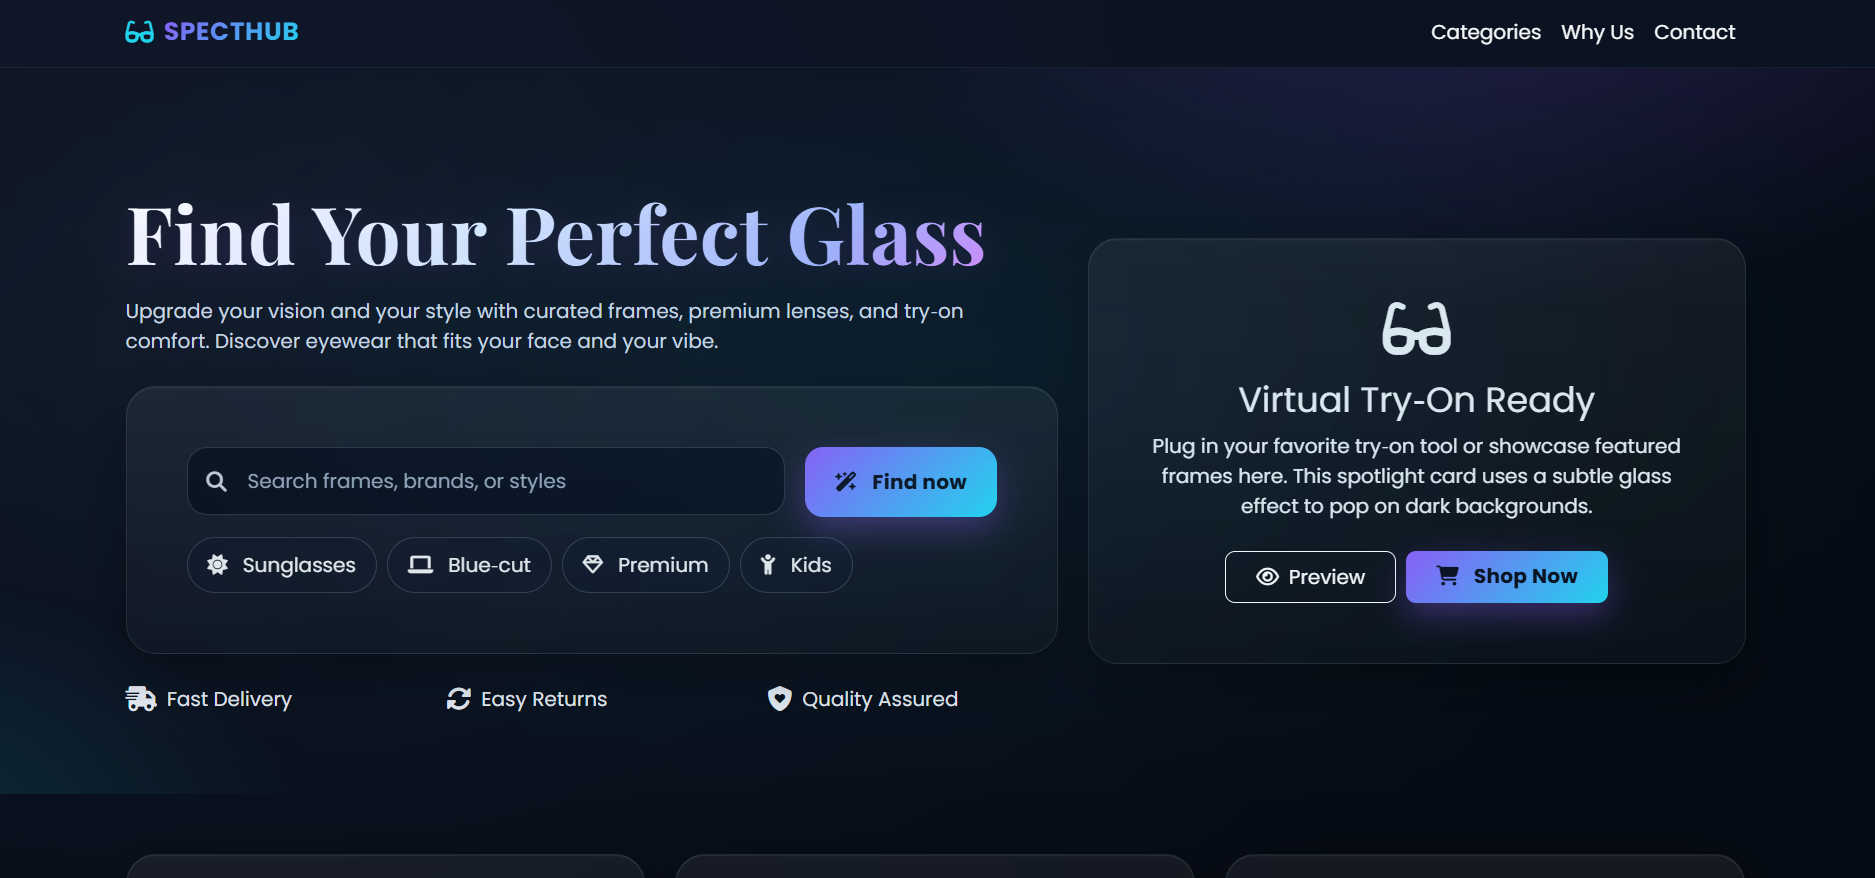 SPECTHUB
Categories
Why Us
Contact
Find Your Perfect Glass
Upgrade your vision and your style with curated frames, premium lenses, and try-on
comfort. Discover eyewear that fits your face and your vibe.
Search frames, brands, or styles
Find now
Sunglasses
Blue-cut
Premium
Kids
Fast Delivery
Easy Returns
Quality Assured
Virtual Try-On Ready
Plug in your favorite try-on tool or showcase featured
frames here. This spotlight card uses a subtle glass
effect to pop on dark backgrounds.
Preview
Shop Now